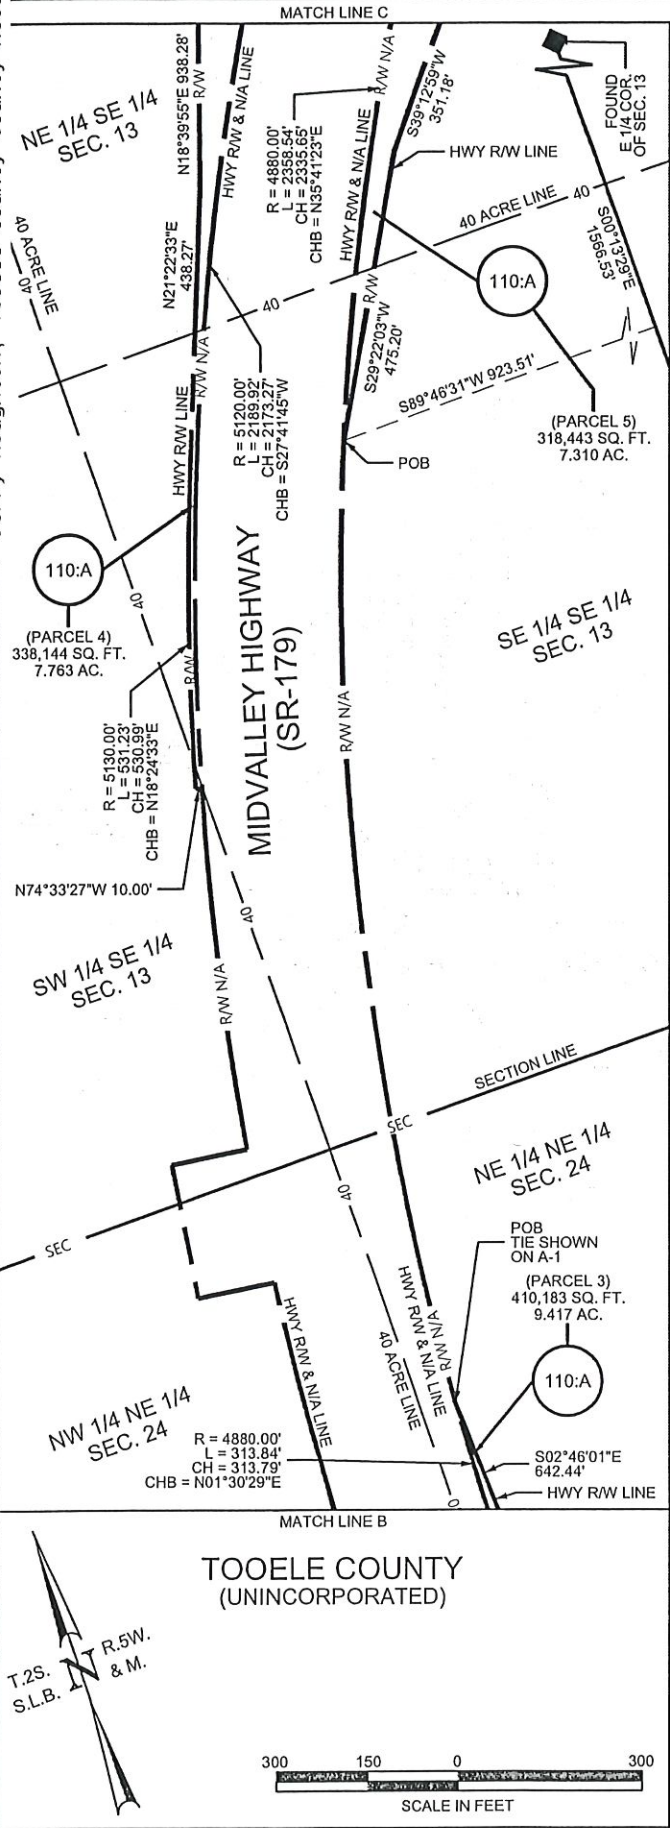 MATCH LINE C
NE 1/4 SE 1/4
SEC. 13
N18°39'55"E 938.28'
R/W
HWY R/W & N/A LINE
R = 4880.00'
L = 2358.54'
CH = 2335.65'
CHB = N35°41'23"E
R/W N/A
HWY R/W & N/A LINE
S39°12'59"W
351.18'
HWY R/W LINE
FOUND
E 1/4 COR.
OF SEC. 13
40 ACRE LINE
40
40 ACRE LINE
40
S00°13'29"E
1566.53'
110:A
N21°22'33"E
438.27'
40
R/W
S29°22'03"W
475.20'
S89°46'31"W 923.51'
(PARCEL 5)
318,443 SQ. FT.
7.310 AC.
R/W N/A
HWY R/W LINE
R = 5120.00'
L = 2189.92'
CH = 2173.27'
CHB = S27°41'45"W
POB
110:A
(PARCEL 4)
338,144 SQ. FT.
7.763 AC.
40
MIDVALLEY HIGHWAY
(SR-179)
SE 1/4 SE 1/4
SEC. 13
R/W
R/W N/A
R = 5130.00'
L = 531.23'
CH = 530.99'
CHB = N18°24'33"E
N74°33'27"W 10.00'
40
SW 1/4 SE 1/4
SEC. 13
R/W N/A
SECTION LINE
SEC
NE 1/4 NE 1/4
SEC. 24
40
SEC
POB
TIE SHOWN
ON A-1
(PARCEL 3)
410,183 SQ. FT.
9.417 AC.
110:A
HWY R/W & N/A LINE
40 ACRE LINE
HWY R/W & N/A LINE
R/W N/A
NW 1/4 NE 1/4
SEC. 24
R = 4880.00'
L = 313.84'
CH = 313.79'
CHB = N01°30'29"E
S02°46'01"E
642.44'
HWY R/W LINE
0
MATCH LINE B
TOOELE COUNTY
(UNINCORPORATED)
T.2S. N R.5W.
S.L.B. & M.
300 150 0 300
SCALE IN FEET